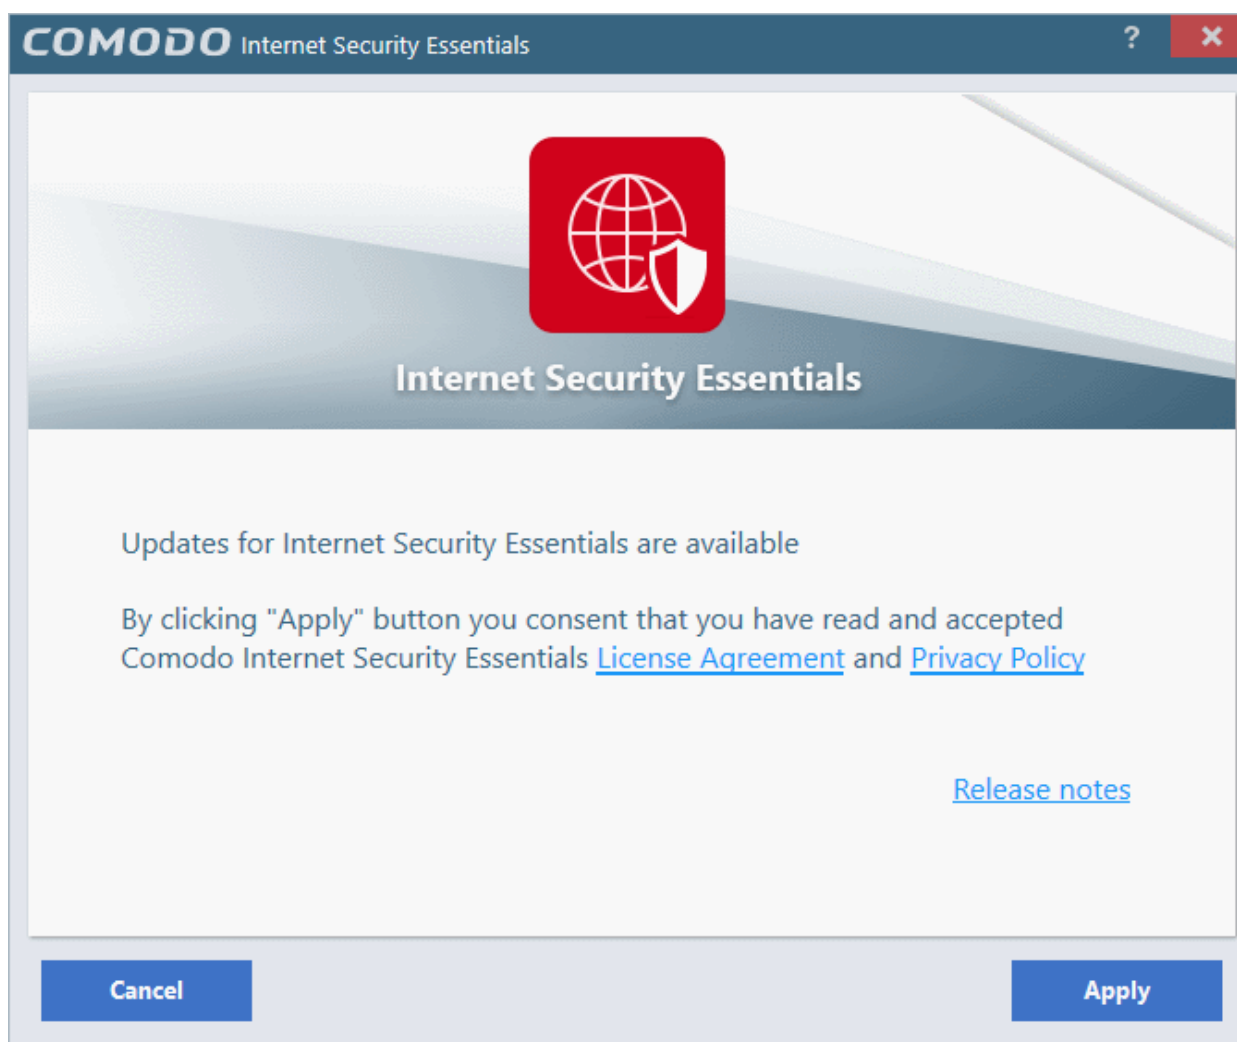 COMODO Internet Security Essentials ?
Internet Security Essentials
Updates for Internet Security Essentials are available
By clicking "Apply" button you consent that you have read and accepted
Comodo Internet Security Essentials License Agreement and Privacy Policy
Release notes
Cancel Apply